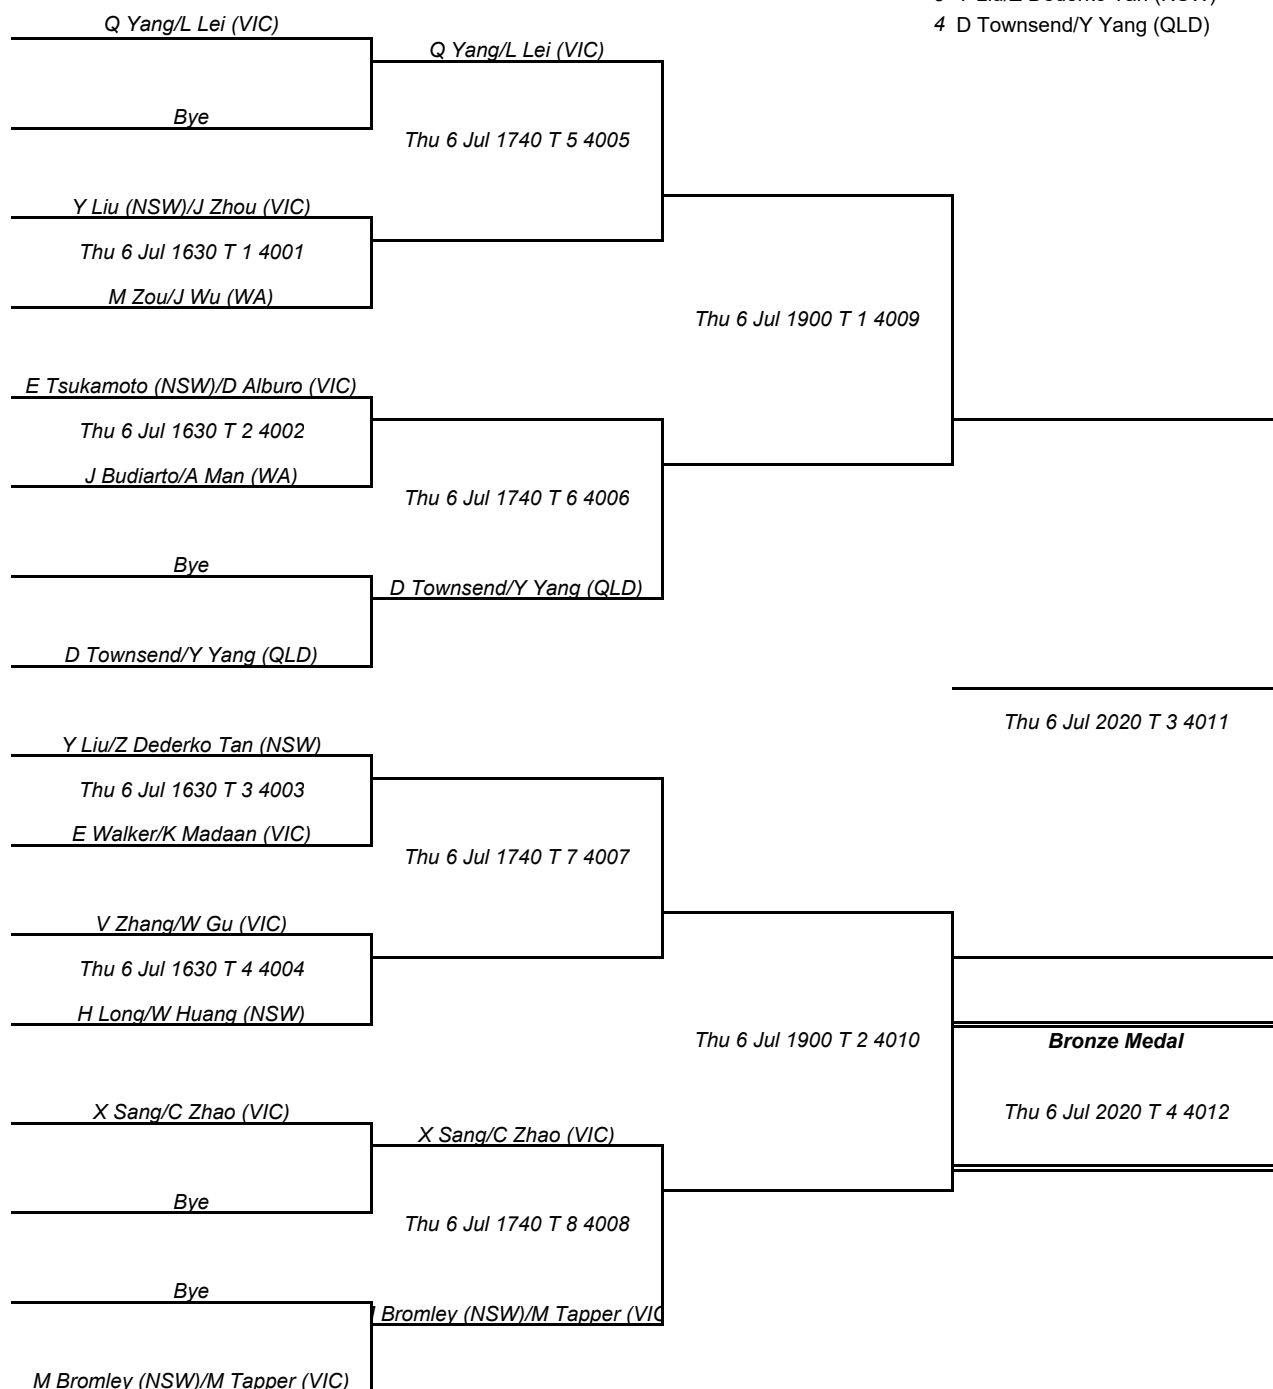 4 D Townsend/Y Yang (QLD)
Q Yang/L Lei (VIC)
Q Yang/L Lei (VIC)
Bye
Thu 6 Jul 1740 T 5 4005
Y Liu (NSW)/J Zhou (VIC)
Thu 6 Jul 1630 T 1 4001
M Zou/J Wu (WA)
Thu 6 Jul 1900 T 1 4009
E Tsukamoto (NSW)/D Alburo (VIC)
Thu 6 Jul 1630 T 2 4002
J Budiarto/A Man (WA)
Thu 6 Jul 1740 T 6 4006
Bye
D Townsend/Y Yang (QLD)
D Townsend/Y Yang (QLD)
Thu 6 Jul 2020 T 3 4011
Y Liu/Z Dederko Tan (NSW)
Thu 6 Jul 1630 T 3 4003
E Walker/K Madaan (VIC)
Thu 6 Jul 1740 T 7 4007
V Zhang/W Gu (VIC)
Thu 6 Jul 1630 T 4 4004
H Long/W Huang (NSW)
Thu 6 Jul 1900 T 2 4010
Bronze Medal
X Sang/C Zhao (VIC)
Thu 6 Jul 2020 T 4 4012
X Sang/C Zhao (VIC)
Bye
Thu 6 Jul 1740 T 8 4008
Bye
Bromley (NSW)/M Tapper (VIC
M Bromley (NSW)/M Tapper (VIC)